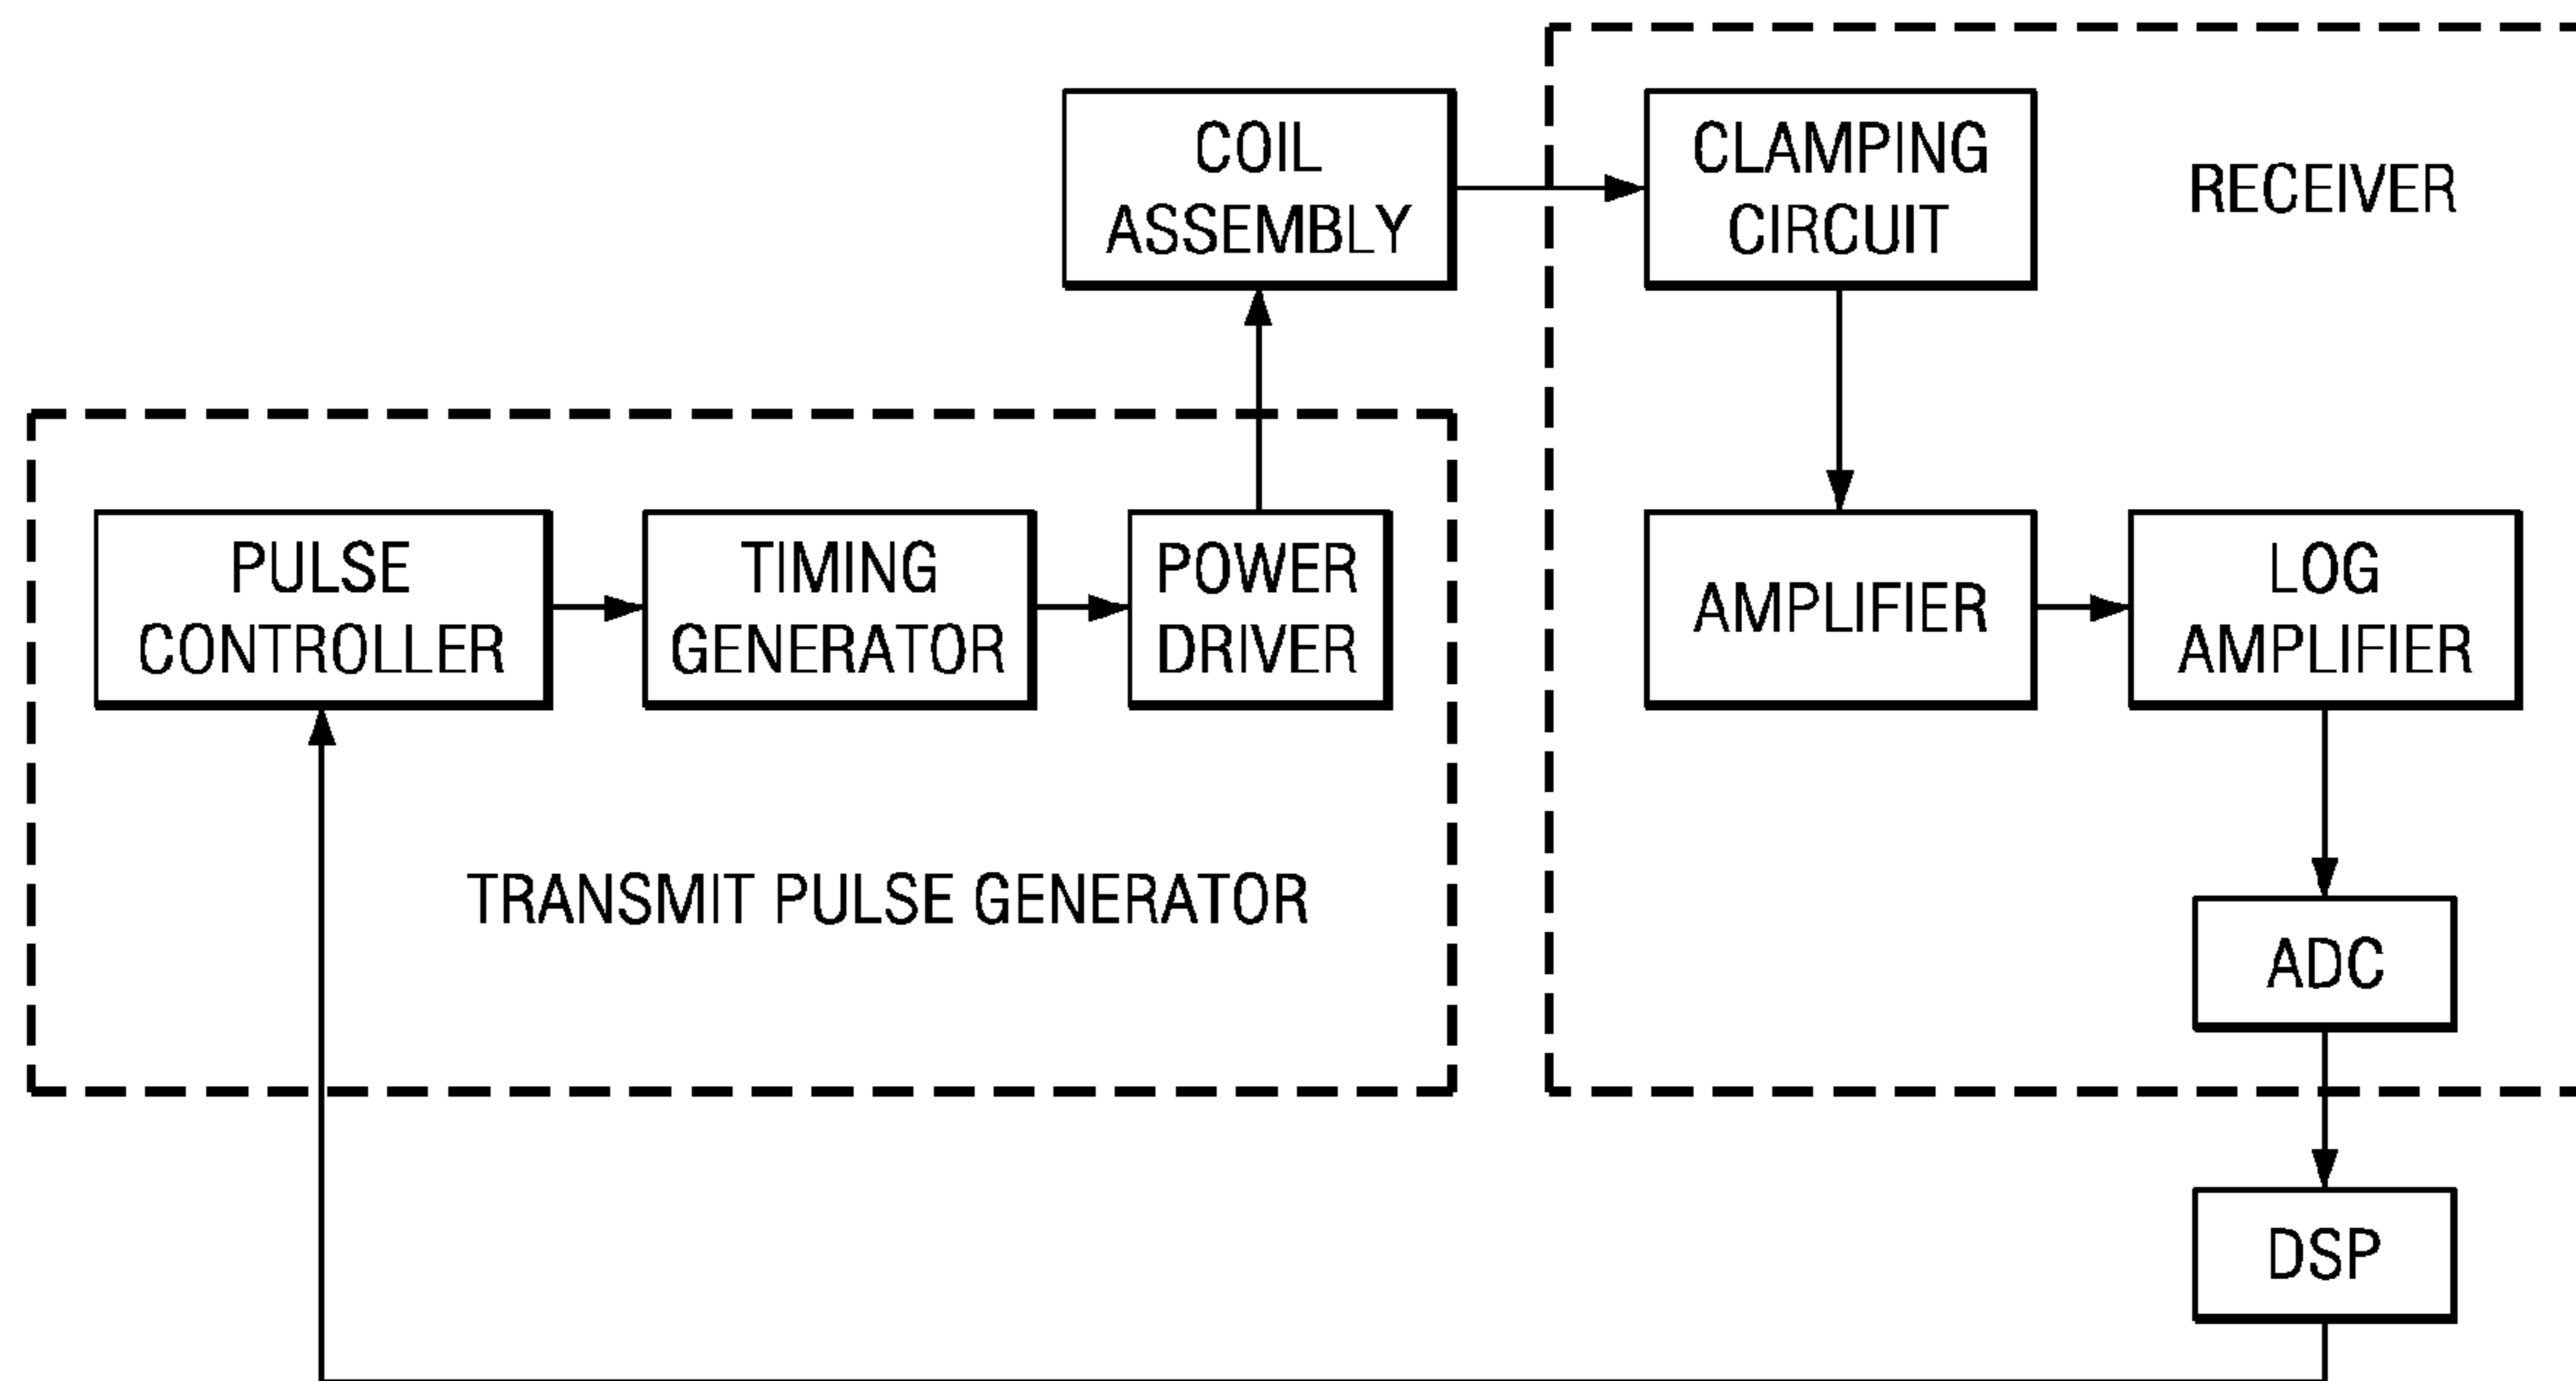 COIL
ASSEMBLY
CLAMPING
CIRCUIT
RECEIVER
PULSE
CONTROLLER
TIMING
GENERATOR
POWER
DRIVER
AMPLIFIER
LOG
AMPLIFIER
TRANSMIT PULSE GENERATOR
ADC
DSP